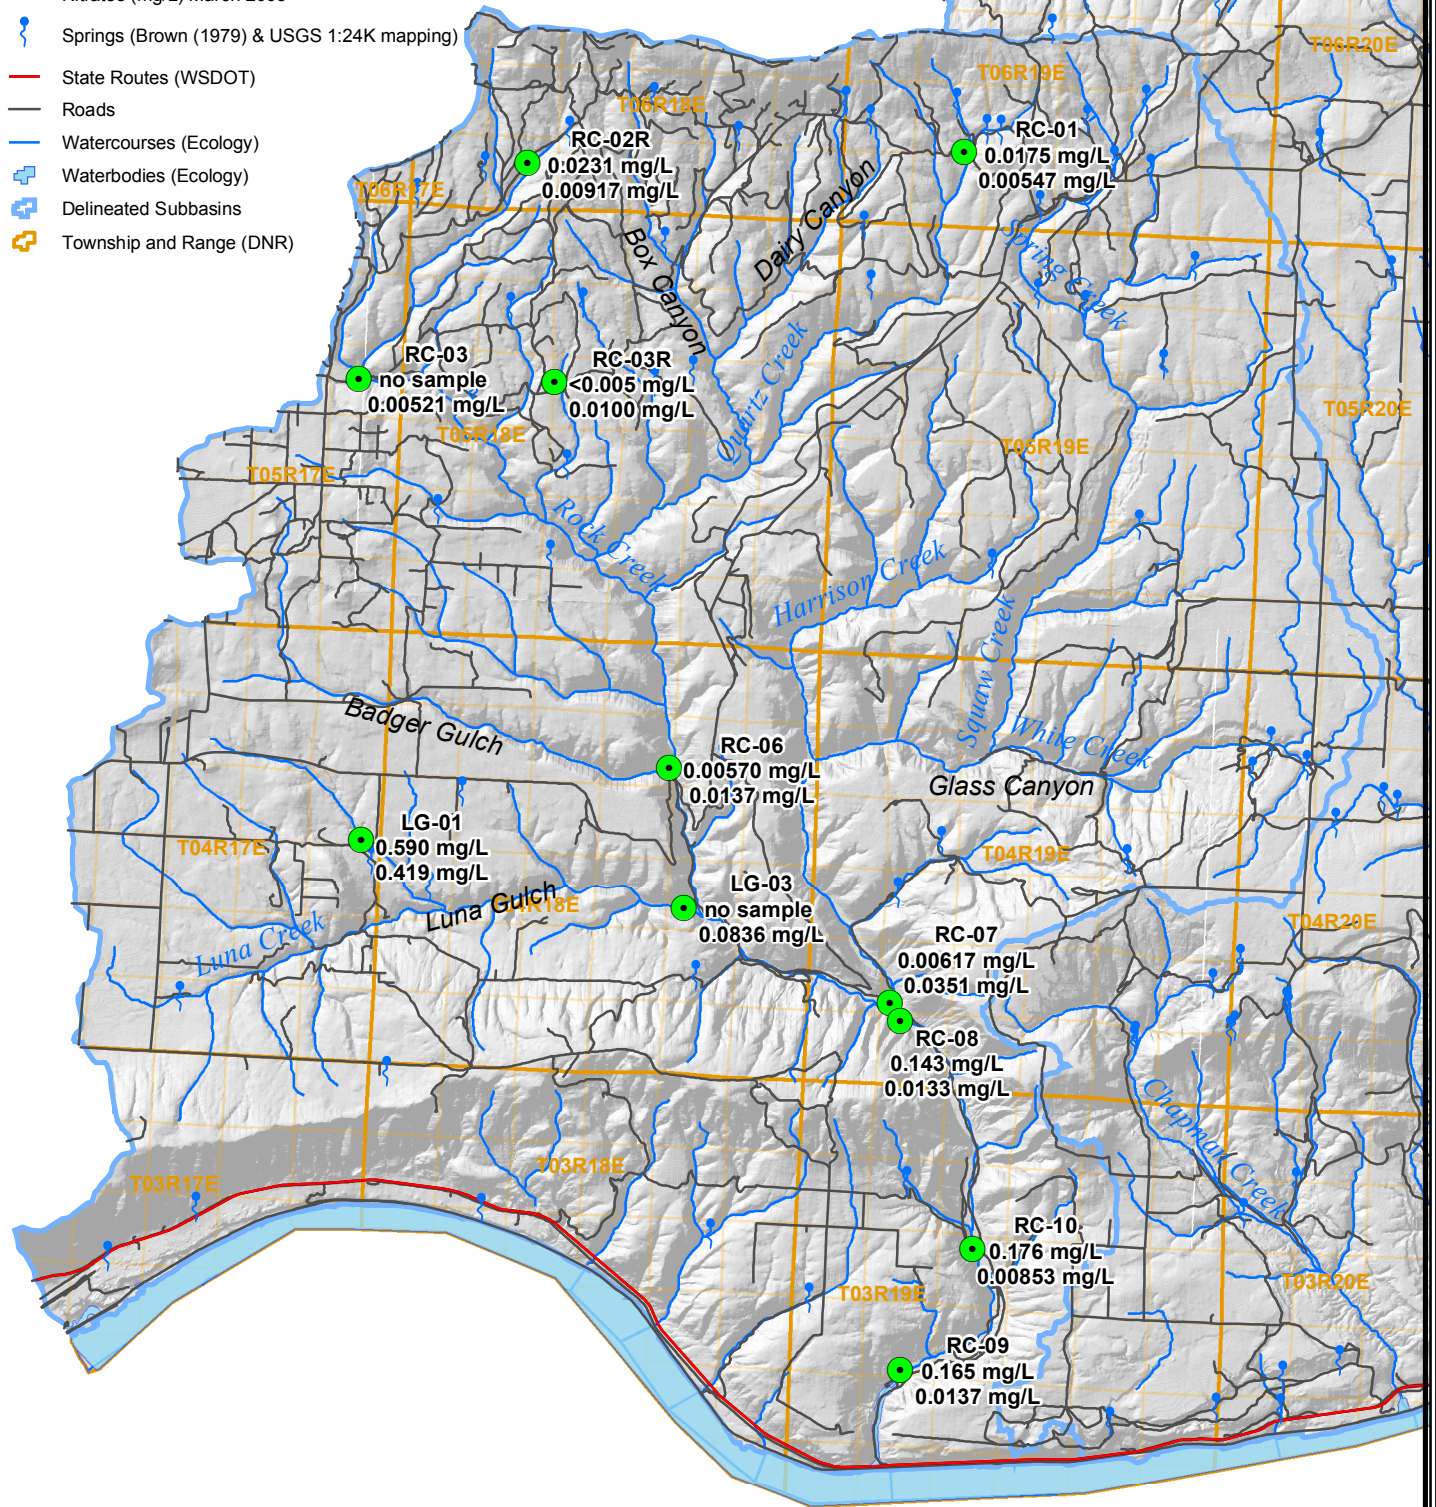 Springs (Brown (1979) & USGS 1:24K mapping)
State Routes (WSDOT)
Roads
Watercourses (Ecology)
Waterbodies (Ecology)
Delineated Subbasins
Township and Range (DNR)
T06R20E
T06R19E
T06R18E
RC-01
0.0175 mg/L
0.00547 mg/L
RC-02R
0.0231 mg/L
0.00917 mg/L
T06R17E
Dairy Canyon
Box Canyon
Spring Creek
Quartz Creek
RC-03
no sample
0.00521 mg/L
RC-03R
<0.005 mg/L
0.0100 mg/L
T05R20E
T05R18E
T05R19E
T05R17E
Rock Creek
Harrison Creek
Squaw Creek
Badger Gulch
White Creek
RC-06
0.00570 mg/L
0.0137 mg/L
Glass Canyon
LG-01
0.590 mg/L
0.419 mg/L
T04R17E
T04R19E
LG-03
no sample
0.0836 mg/L
Luna Gulch
R18E
T04R20E
Luna Creek
RC-07
0.00617 mg/L
0.0351 mg/L
RC-08
0.143 mg/L
0.0133 mg/L
Chapman Creek
T03R18E
T03R17E
RC-10
0.176 mg/L
0.00853 mg/L
T03R19E
T03R20E
RC-09
0.165 mg/L
0.0137 mg/L